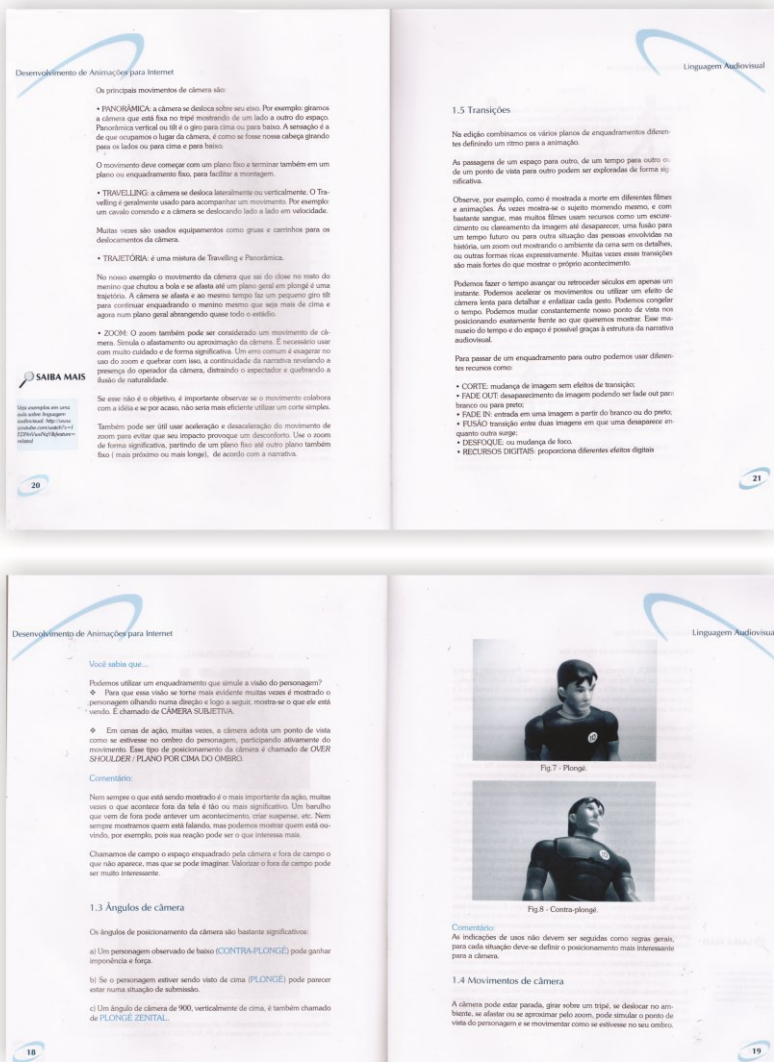 Desenvolvimento de Animações para Internet
Os principais movimentos de câmera são:
• PANORÂMICA: a câmera se desloca sobre seu eixo. Por exemplo: giramos
a câmera que está fixa no tripé mostrando de um lado a outro do espaço.
Panorâmica vertical ou tilt é o giro para cima ou para baixo. A sensação é a
de que ocupamos o lugar da câmera, é como se fosse nossa cabeça girando
para os lados ou para cima e para baixo.
O movimento deve começar com um plano fixo e terminar também em um
plano ou enquadramento fixo, para facilitar a montagem.
• TRAVELLING: a câmera se desloca lateralmente ou verticalmente. O Tra-
velling é geralmente usado para acompanhar um movimento. Por exemplo:
um cavalo correndo e a câmera se deslocando lado a lado em velocidade.
Muitas vezes são usados equipamentos como gruas e carrinhos para os
deslocamentos da câmera.
• TRAJETÓRIA: é uma mistura de Travelling e Panorâmica.
No nosso exemplo o movimento da câmera que sai do close no rosto do
menino que chutou a bola e se afasta até um plano geral em plongê é uma
trajetória. A câmera se afasta e ao mesmo tempo faz um pequeno giro tilt
para continuar enquadrando o menino mesmo que seja mais de cima e
agora num plano geral abrangendo quase todo o estádio.
• ZOOM: O zoom também pode ser considerado um movimento de câ-
mera. Simula o afastamento ou aproximação da câmera. É necessário usar
com muito cuidado e de forma significativa. Um erro comum é exagerar no
uso do zoom e quebrar com isso, a continuidade da narrativa revelando a
presença do operador da câmera, distraindo o espectador e quebrando a
ilusão de naturalidade.
SAIBA MAIS
Veja exemplos em uma
aula sobre linguagem
audiovisual: http://www.
youtube.com/watch?v=J
related
Se esse não é o objetivo, é importante observar se o movimento colabora
com a idéia e se por acaso, não seria mais eficiente utilizar um corte simples.
Também pode ser útil usar aceleração e desaceleração do movimento de
zoom para evitar que seu impacto provoque um desconforto. Use o zoom
de forma significativa, partindo de um plano fixo até outro plano também
fixo ( mais próximo ou mais longe), de acordo com a narrativa.
20
Linguagem Audiovisual
1.5 Transições
Na edição combinamos os vários planos de enquadramentos diferen-
tes definindo um ritmo para a animação.
As passagens de um espaço para outro, de um tempo para outro ou
de um ponto de vista para outro podem ser exploradas de forma sig
nificativa.
Observe, por exemplo, como é mostrada a morte em diferentes filmes
e animações. Às vezes mostra-se o sujeito morrendo mesmo, e com
bastante sangue, mas muitos filmes usam recursos como um escure-
cimento ou clareamento da imagem até desaparecer, uma fusão para
um tempo futuro ou para outra situação das pessoas envolvidas na
história, um zoom out mostrando o ambiente da cena sem os detalhes,
ou outras formas ricas expressivamente. Muitas vezes essas transições
são mais fortes do que mostrar o próprio acontecimento.
Podemos fazer o tempo avançar ou retroceder séculos em apenas um
instante. Podemos acelerar os movimentos ou utilizar um efeito de
câmera lenta para detalhar e enfatizar cada gesto. Podemos congelar
o tempo. Podemos mudar constantemente nosso ponto de vista nos
posicionando exatamente frente ao que queremos mostrar. Esse ma-
nuseio do tempo e do espaço é possível graças à estrutura da narrativa
audiovisual.
Para passar de um enquadramento para outro podemos usar diferen-
tes recursos como:
• CORTE: mudança de imagem sem efeitos de transição;
• FADE OUT: desaparecimento da imagem podendo ser fade out para
branco ou para preto;
• FADE IN: entrada em uma imagem a partir do branco ou do preto;
• FUSÃO transição entre duas imagens em que uma desaparece en-
quanto outra surge;
• DESFOQUE: ou mudança de foco.
• RECURSOS DIGITAIS: proporciona diferentes efeitos digitais
21
Desenvolvimento de Animações para Internet
Você sabia que...
Podemos utilizar um enquadramento que simule a visão do personagem?
❖ Para que essa visão se torne mais evidente muitas vezes é mostrado o
personagem olhando numa direção e logo a seguir, mostra-se o que ele está
vendo. É chamado de CÂMERA SUBJETIVA.
❖ Em cenas de ação, muitas vezes, a câmera adota um ponto de vista
como se estivesse no ombro do personagem, participando ativamente do
movimento. Esse tipo de posicionamento da câmera é chamado de OVER
SHOULDER / PLANO POR CIMA DO OMBRO.
Comentário:
Nem sempre o que está sendo mostrado é o mais importante da ação, muitas
vezes o que acontece fora da tela é tão ou mais significativo. Um barulho
que vem de fora pode antever um acontecimento, criar suspense, etc. Nem
sempre mostramos quem está falando, mas podemos mostrar quem está ou-
vindo, por exemplo, pois sua reação pode ser o que interessa mais.
Chamamos de campo o espaço enquadrado pela câmera e fora de campo o
que não aparece, mas que se pode imaginar. Valorizar o fora de campo pode
ser muito interessante.
1.3 Ângulos de câmera
Os ângulos de posicionamento da câmera são bastante significativos:
a) Um personagem observado de baixo (CONTRA-PLONGÊ) pode ganhar
imponência e força.
b) Se o personagem estiver sendo visto de cima (PLONGÊ) pode parecer
estar numa situação de submissão.
c) Um ângulo de câmera de 900, verticalmente de cima, é também chamado
de PLONGÊ ZENITAL.
18
Linguagem Audiovisua
Fig.7 - Plongê.
Fig.8 - Contra-plongê.
Comentário:
As indicações de usos não devem ser seguidas como regras gerais,
para cada situação deve-se definir o posicionamento mais interessante
para a câmera.
1.4 Movimentos de câmera
A câmera pode estar parada, girar sobre um tripé, se deslocar no am-
biente, se afastar ou se aproximar pelo zoom, pode simular o ponto de
vista do personagem e se movimentar como se estivesse no seu ombro.
19